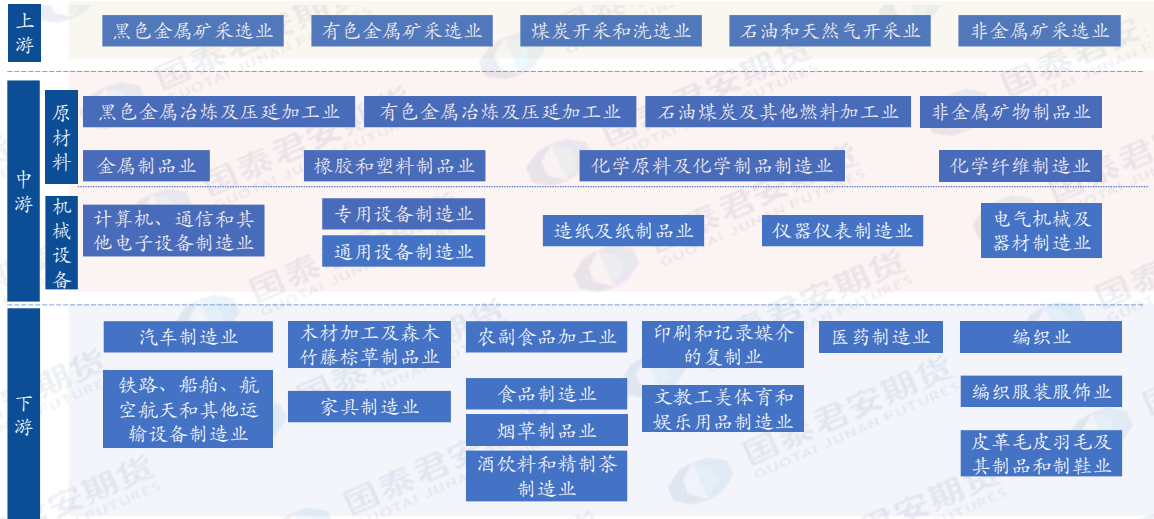 上游
黑色金属矿采选业
有色金属矿采选业
煤炭开采和洗选业
石油和天然气开采业
非金属矿采选业
中游
原材料
黑色金属冶炼及压延加工业
有色金属冶炼及压延加工业
石油煤炭及其他燃料加工业
非金属矿物制品业
金属制品业
橡胶和塑料制品业
化学原料及化学制品制造业
化学纤维制造业
机械设备
计算机、通信和其
他电子设备制造业
专用设备制造业
通用设备制造业
造纸及纸制品业
仪器仪表制造业
电气机械及
器材制造业
下游
汽车制造业
木材加工及森木
竹藤棕草制品业
农副食品加工业
印刷和记录媒介
的复制业
医药制造业
编织业
铁路、船舶、航
空航天和其他运
输设备制造业
家具制造业
食品制造业
烟草制品业
酒饮料和精制茶
制造业
文教工美体育和
娱乐用品制造业
编织服装服饰业
皮革毛皮羽毛及
其制品和制鞋业
国泰君安期货
GUOTAI JUNAN FUTURES